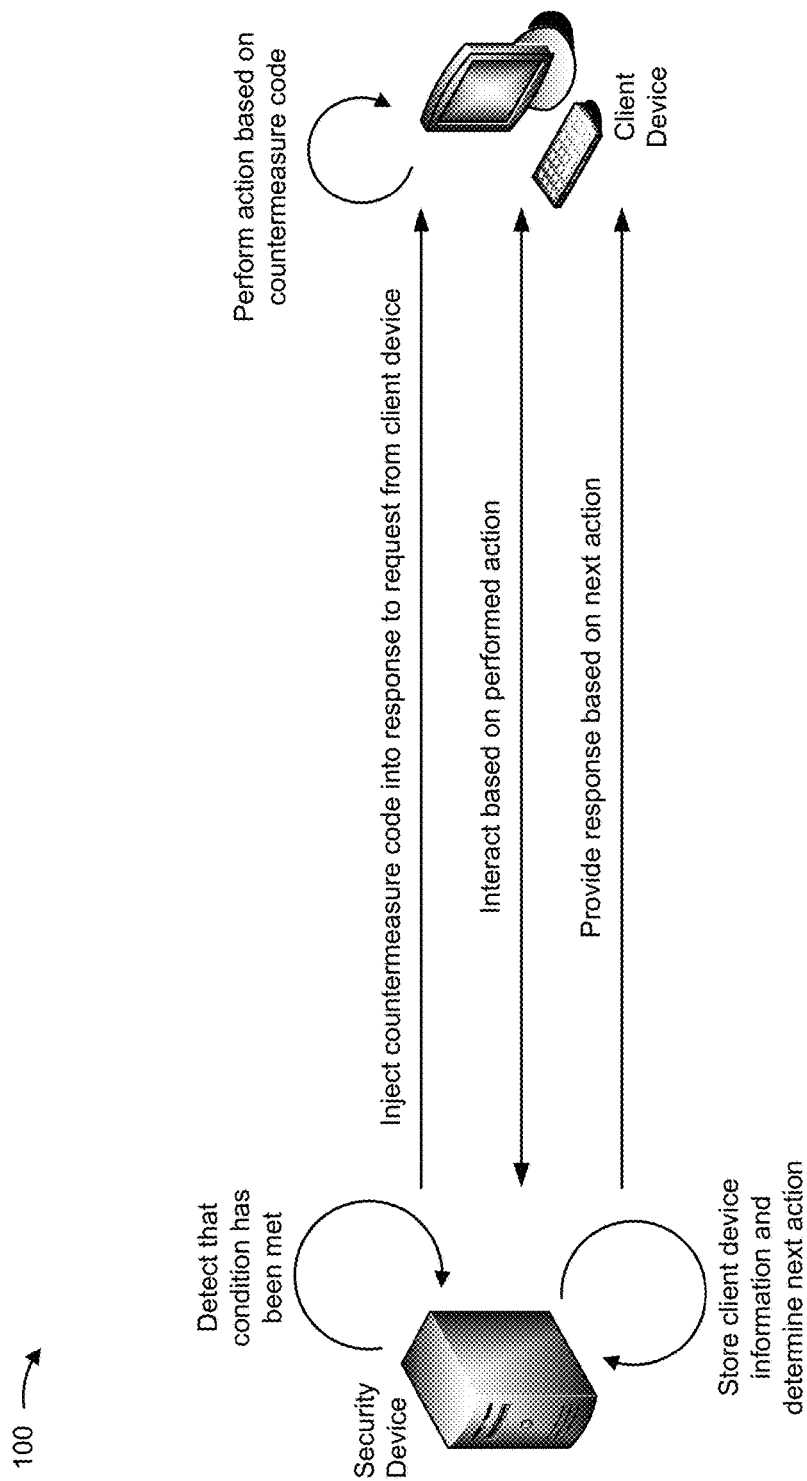 100
Detect that
condition has
been met
Security
Device
Perform action based on
countermeasure code
Inject countermeasure code into response to request from client device
Interact based on performed action
Provide response based on next action
Client
Device
Store client device
information and
determine next action